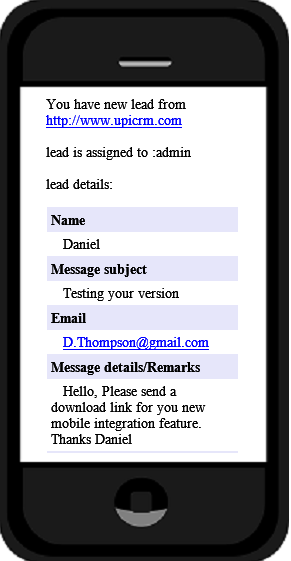 You have new lead from
http://www.upicrm.com
lead is assigned to :admin
lead details:
Name
Daniel
Message subject
Testing your version
Email
D.Thompson@gmail.com
Message details/Remarks
Hello, Please send a
download link for you new
mobile integration feature.
Thanks Daniel